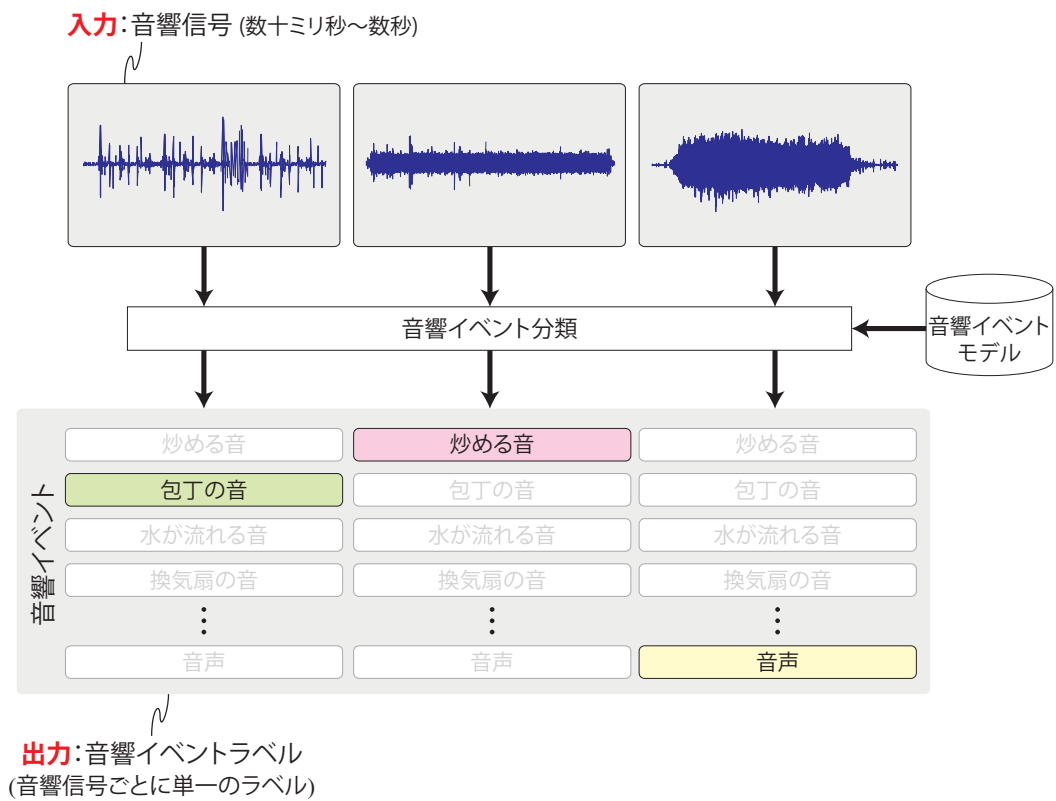 入力:音響信号 (数十ミリ秒～数秒)
音響イベント分類
音響イベント
モデル
音響イベント
炒める音
炒める音
炒める音
包丁の音
包丁の音
包丁の音
水が流れる音
水が流れる音
水が流れる音
換気扇の音
換気扇の音
換気扇の音
音声
音声
音声
出力:音響イベントラベル
(音響信号ごとに単一のラベル)